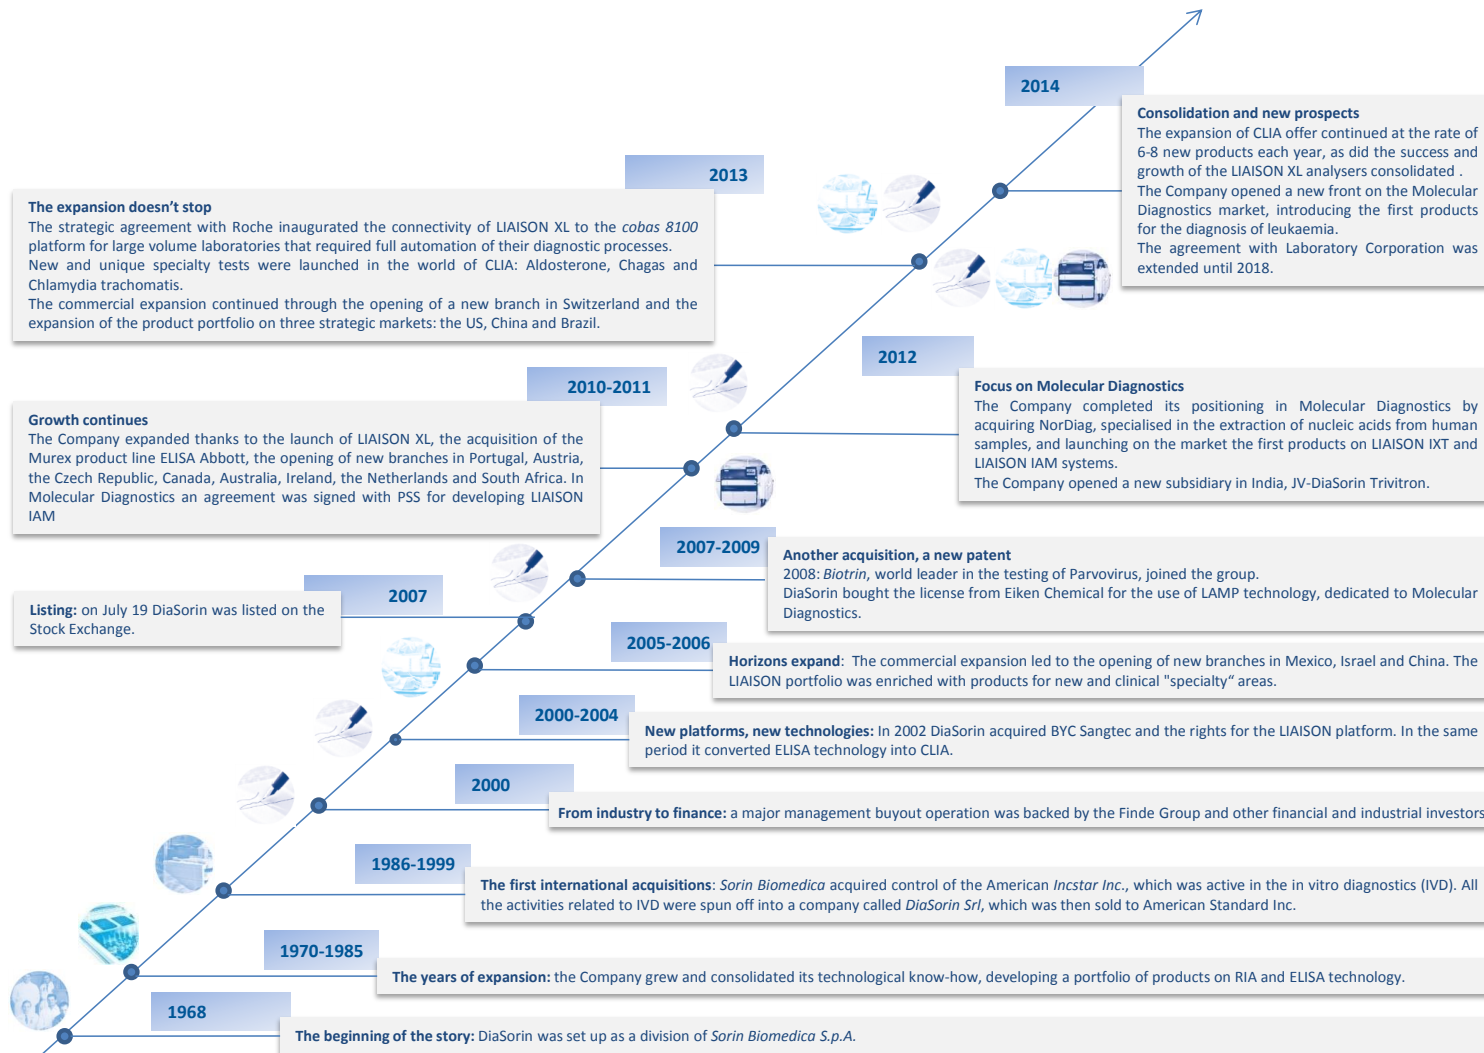 2014
Consolidation and new prospects
The expansion of CLIA offer continued at the rate of
6-8 new products each year, as did the success and
growth of the LIAISON XL analysers consolidated .
The Company opened a new front on the Molecular
Diagnostics market, introducing the first products
for the diagnosis of leukaemia.
The agreement with Laboratory Corporation was
extended until 2018.
2013
The expansion doesn't stop
The strategic agreement with Roche inaugurated the connectivity of LIAISON XL to the cobas 8100
platform for large volume laboratories that required full automation of their diagnostic processes.
New and unique specialty tests were launched in the world of CLIA: Aldosterone, Chagas and
Chlamydia trachomatis.
The commercial expansion continued through the opening of a new branch in Switzerland and the
expansion of the product portfolio on three strategic markets: the US, China and Brazil.
2012
Focus on Molecular Diagnostics
The Company completed its positioning in Molecular Diagnostics by
acquiring NorDiag, specialised in the extraction of nucleic acids from human
samples, and launching on the market the first products on LIAISON IXT and
LIAISON IAM systems.
The Company opened a new subsidiary in India, JV-DiaSorin Trivitron.
2010-2011
Growth continues
The Company expanded thanks to the launch of LIAISON XL, the acquisition of the
Murex product line ELISA Abbott, the opening of new branches in Portugal, Austria,
the Czech Republic, Canada, Australia, Ireland, the Netherlands and South Africa. In
Molecular Diagnostics an agreement was signed with PSS for developing LIAISON
IAM
2007-2009
Another acquisition, a new patent
2008: Biotrin, world leader in the testing of Parvovirus, joined the group.
DiaSorin bought the license from Eiken Chemical for the use of LAMP technology, dedicated to Molecular
Diagnostics.
2007
Listing: on July 19 DiaSorin was listed on the
Stock Exchange.
2005-2006
Horizons expand:  The commercial expansion led to the opening of new branches in Mexico, Israel and China. The
LIAISON portfolio was enriched with products for new and clinical "specialty“ areas.
2000-2004
New platforms, new technologies: In 2002 DiaSorin acquired BYC Sangtec and the rights for the LIAISON platform. In the same
period it converted ELISA technology into CLIA.
2000
From industry to finance: a major management buyout operation was backed by the Finde Group and other financial and industrial investors
1986-1999
The first international acquisitions: Sorin Biomedica acquired control of the American Incstar Inc., which was active in the in vitro diagnostics (IVD). All
the activities related to IVD were spun off into a company called DiaSorin Srl, which was then sold to American Standard Inc.
1970-1985
The years of expansion: the Company grew and consolidated its technological know-how, developing a portfolio of products on RIA and ELISA technology.
1968
The beginning of the story: DiaSorin was set up as a division of Sorin Biomedica S.p.A.